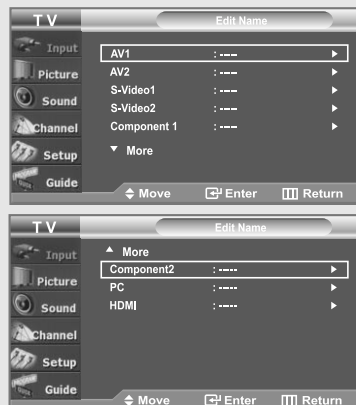 TV Edit Name
Input
Picture
Sound
Channel
Setup
Guide
AV1 : ---- ►
AV2 : ---- ►
S-Video1 : ---- ►
S-Video2 : ---- ►
Component 1 : ---- ►
▼ More
Move Enter Return
TV Edit Name
Input
Picture
Sound
Channel
Setup
Guide
▲ More
Component2 : ----- ►
PC : ----- ►
HDMI : ----- ►
Move Enter Return